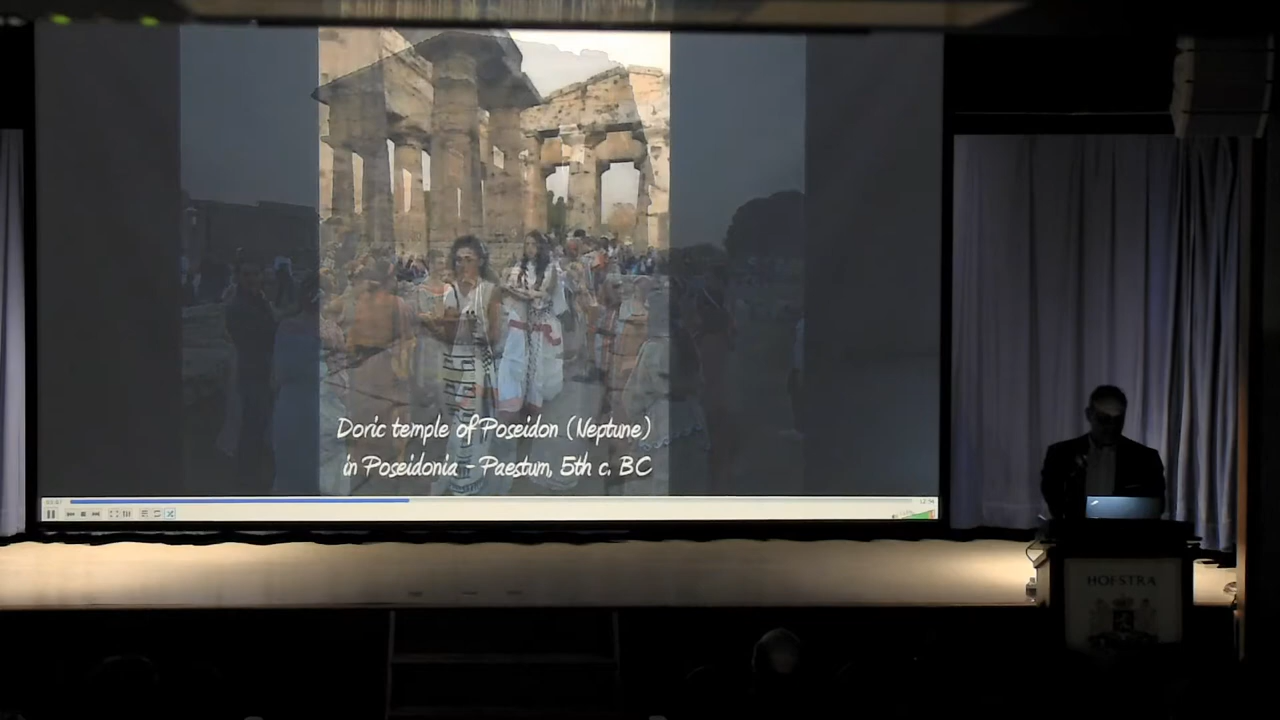 Doric temple of Poseidon (Neptune)
in Poseidonia - Paestum, 5th c. BC
HOFSTRA